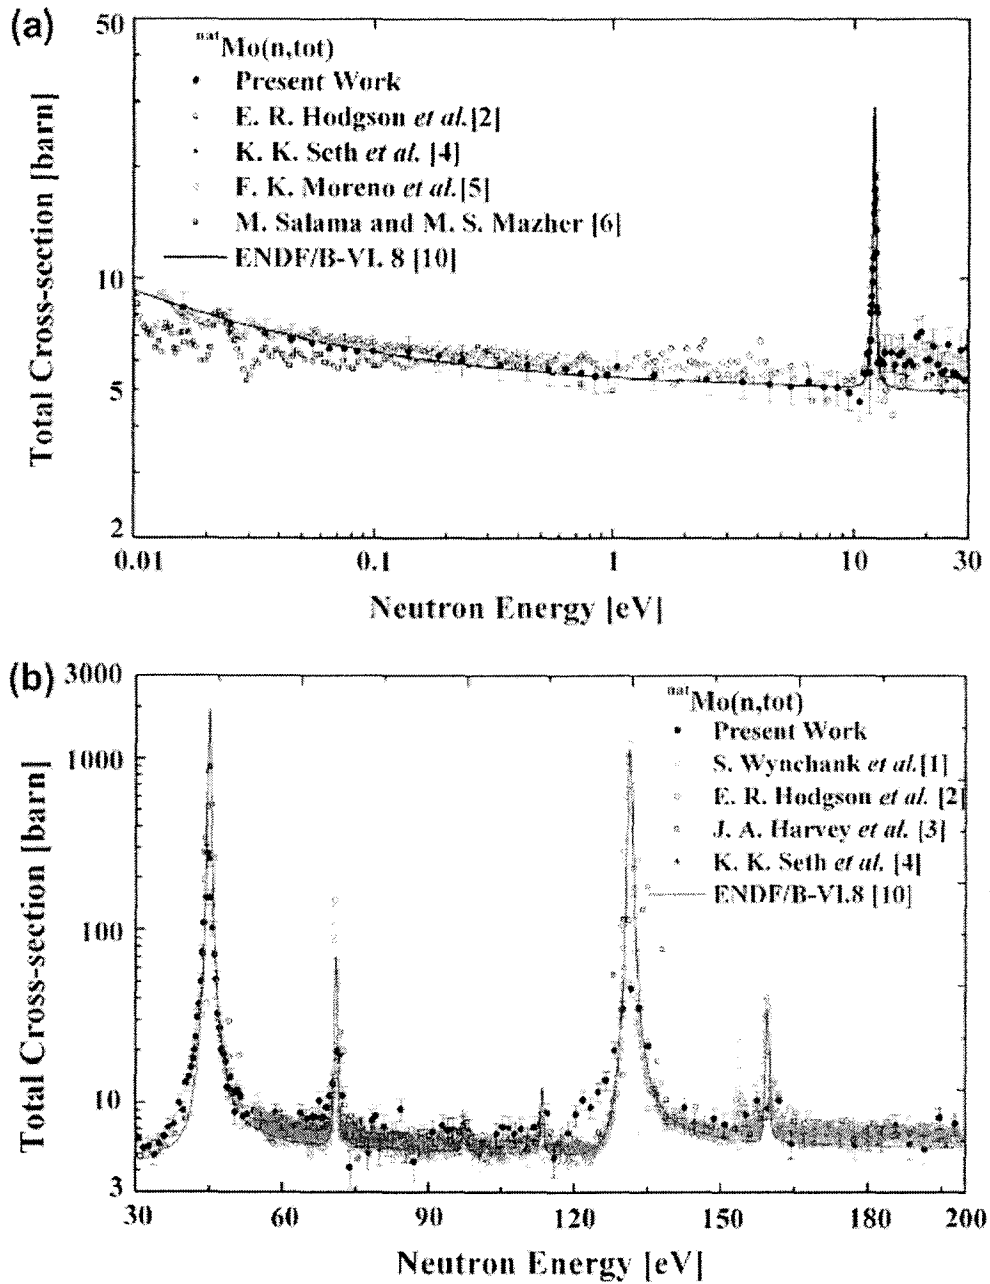 (a)
50
10
5
2
Total Cross-section [barn]
natMo(n,tot)
Present Work
E. R. Hodgson et al.[2]
K. K. Seth et al. [4]
F. K. Moreno et al.[5]
M. Salama and M. S. Mazher [6]
ENDF/B-VI. 8 [10]
0.01 0.1 1 10 30
Neutron Energy [eV]
(b)
3000
1000
100
10
3
Total Cross-section [barn]
natMo(n,tot)
Present Work
S. Wynchank et al.[1]
E. R. Hodgson et al. [2]
J. A. Harvey et al. [3]
K. K. Seth et al. [4]
ENDF/B-VI.8 [10]
30 60 90 120 150 180 200
Neutron Energy [eV]